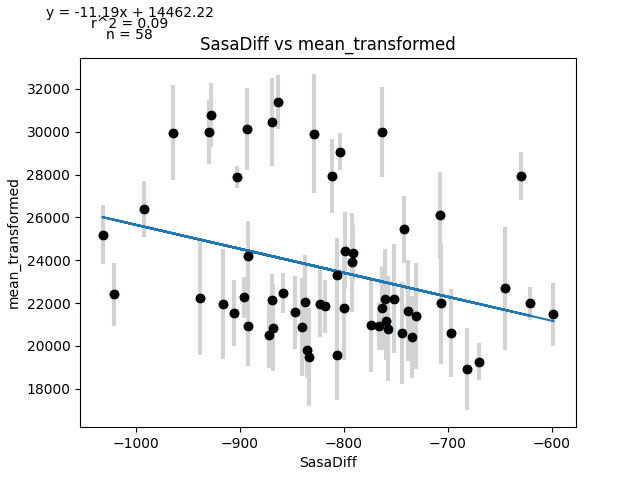 y = -11.19x + 14462.22
r^2 = 0.09
n = 58
SasaDiff vs mean_transformed
mean_transformed
32000
30000
28000
26000
24000
22000
20000
18000
−1000
−900
−800
−700
−600
SasaDiff